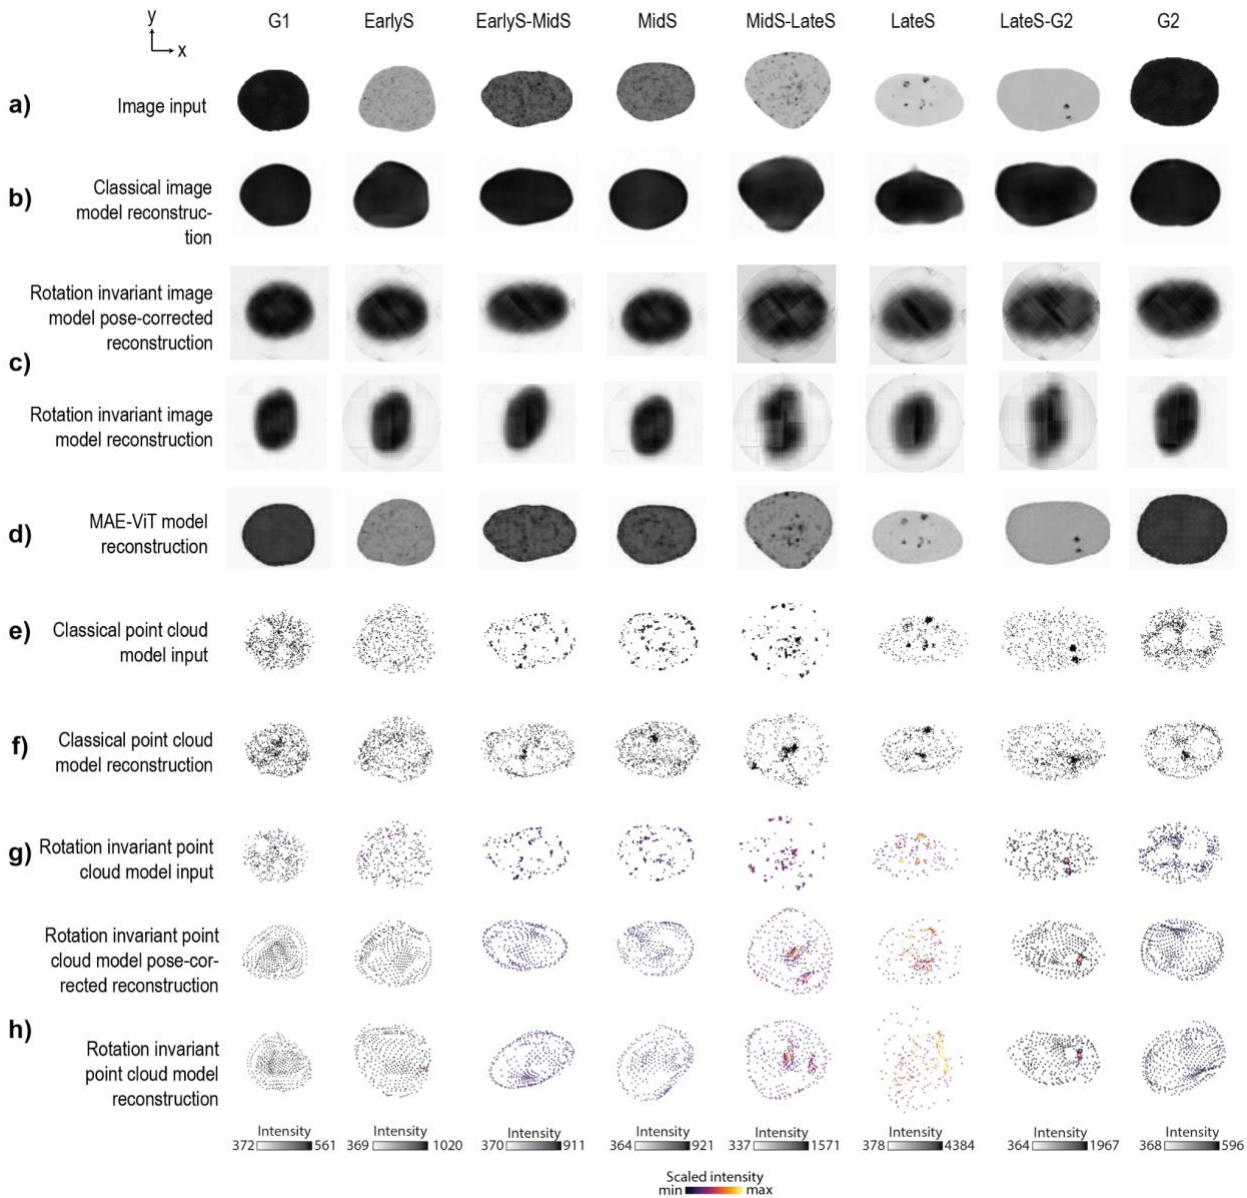 y
x
G1 EarlyS EarlyS-MidS MidS MidS-LateS LateS LateS-G2 G2
a) Image input
b) Classical image
model reconstruc-
tion
Rotation invariant image
model pose-corrected
reconstruction
c)
Rotation invariant image
model reconstruction
d) MAE-ViT model
reconstruction
e) Classical point cloud
model input
f) Classical point cloud
model reconstruction
g) Rotation invariant point
cloud model input
Rotation invariant point
cloud model pose-cor-
rected reconstruction
h)
Rotation invariant
point cloud model
reconstruction
Intensity Intensity Intensity Intensity Intensity Intensity Intensity Intensity
372 561 369 1020 370 911 364 921 337 1571 378 4384 364 1967 368 596
Scaled intensity
min max